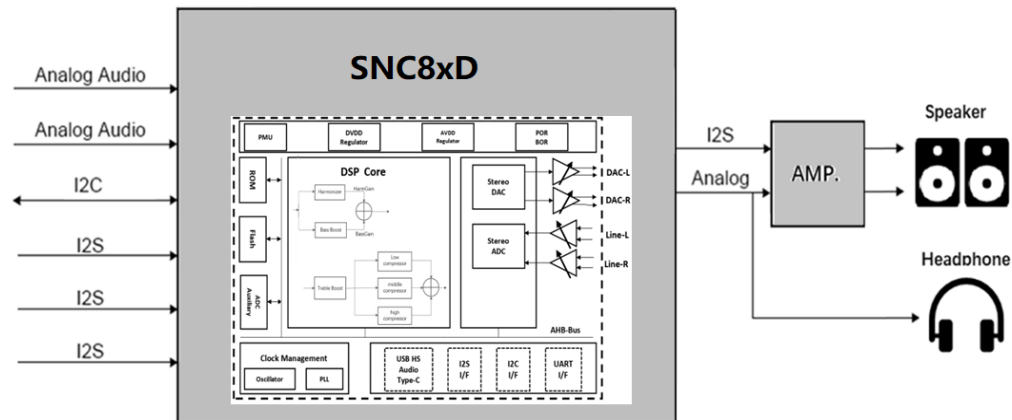 SNC8xD
Analog Audio
Analog Audio
I2C
I2S
I2S
I2S
PMU
DVDD
Regulator
AVDD
Regulator
POR
BOR
ROM
Flash
ADC
Auxiliary
DSP Core
Harmonize
HarmGain
Bass Boost
BassGen
Treble Boost
Low
compressor
middle
compressor
high
compressor
Stereo
DAC
Stereo
ADC
DAC-L
DAC-R
Line-L
Line-R
AHB-Bus
Clock Management
Oscillator
PLL
USB HS
Audio
Type-C
I2S
I/F
I2C
I/F
UART
I/F
I2S
Analog
AMP.
Speaker
Headphone